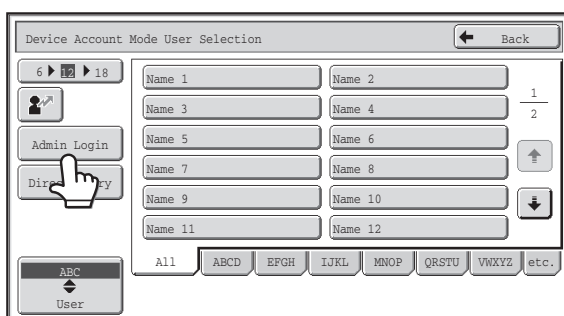 Device Account Mode User Selection
Back
6 12 18
Name 1
Name 2
1
2
Name 3
Name 4
Admin Login
Name 5
Name 6
Name 7
Name 8
Name 9
Name 10
Name 11
Name 12
All ABCD EFGH IJKL MNOP QRSTU VWXYZ etc.
ABC
User